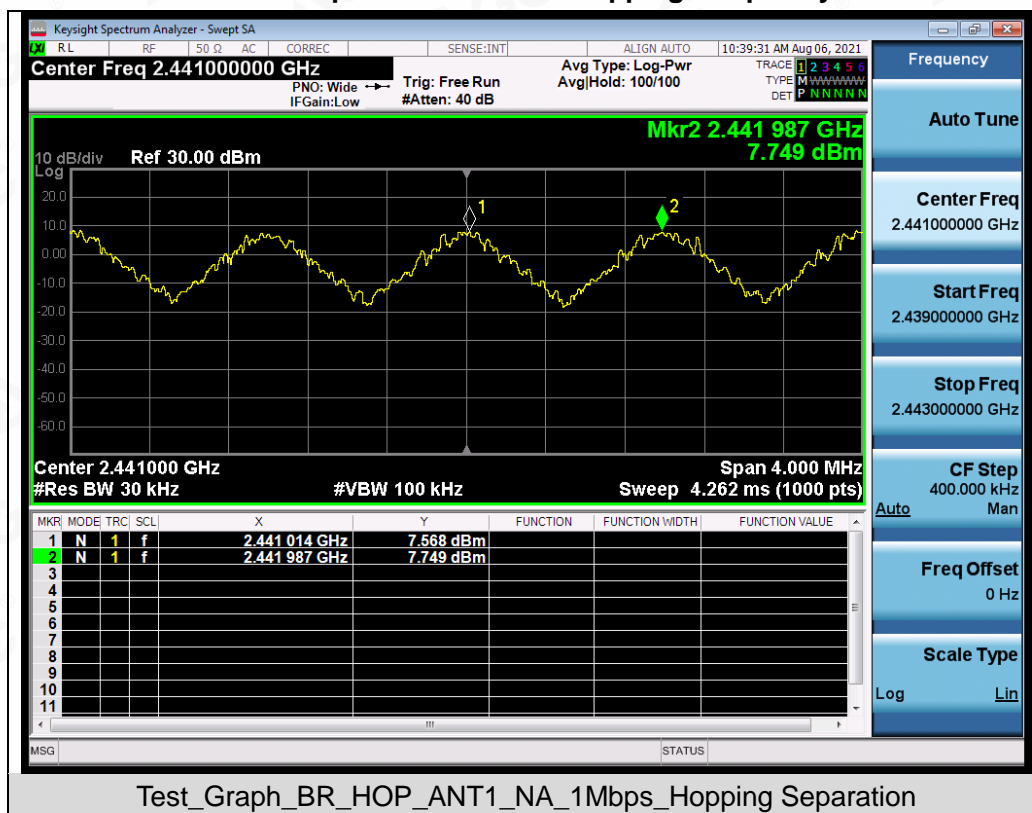 Keysight Spectrum Analyzer - Swept SA
LXI RL RF 50 Ω AC CORREC SENSE:INT ALIGN AUTO 10:39:31 AM Aug 06, 2021
Center Freq 2.441000000 GHz
PNO: Wide
IFGain:Low
Trig: Free Run
#Atten: 40 dB
Avg Type: Log-Pwr
Avg|Hold: 100/100
TRACE 1 2 3 4 5 6
TYPE M WWWWW
DET P N N N N N
Mkr2 2.441 987 GHz
7.749 dBm
10 dB/div Ref 30.00 dBm
Log
20.0
10.0
0.00
-10.0
-20.0
-30.0
-40.0
-50.0
-60.0
1
2
Center 2.441000 GHz Span 4.000 MHz
#Res BW 30 kHz #VBW 100 kHz Sweep 4.262 ms (1000 pts)
MKR MODE TRC SCL X Y FUNCTION FUNCTION WIDTH FUNCTION VALUE
1 N 1 f 2.441 014 GHz 7.568 dBm
2 N 1 f 2.441 987 GHz 7.749 dBm
3
4
5
6
7
8
9
10
11
MSG STATUS
Frequency
Auto Tune
Center Freq
2.441000000 GHz
Start Freq
2.439000000 GHz
Stop Freq
2.443000000 GHz
CF Step
400.000 kHz
Auto Man
Freq Offset
0 Hz
Scale Type
Log Lin
Test_Graph_BR_HOP_ANT1_NA_1Mbps_Hopping Separation